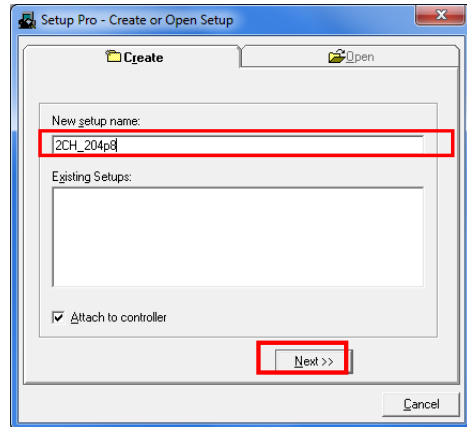 Setup Pro - Create or Open Setup
Create
Open
New setup name:
2CH_204p8
Existing Setups:
Attach to controller
Next >>
Cancel